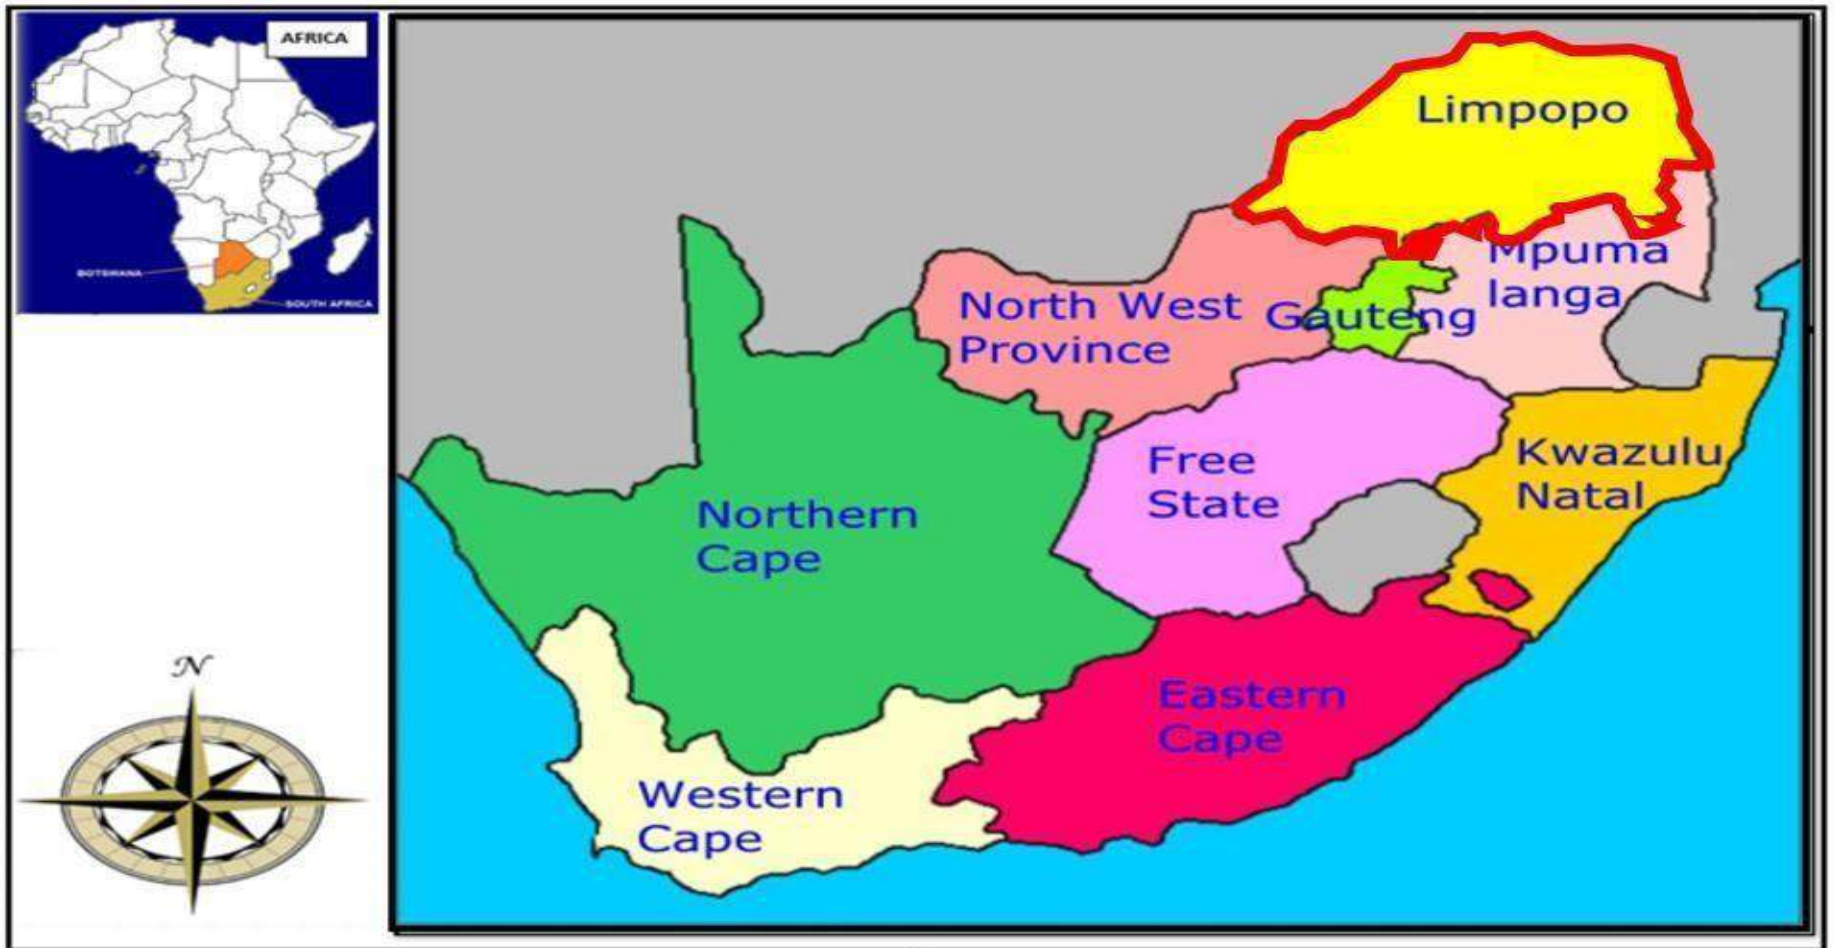 AFRICA
BOTSWANA
SOUTH AFRICA
N
Limpopo
Mpuma
langa
North West
Province
Gauteng
Free
State
Kwazulu
Natal
Northern
Cape
Eastern
Cape
Western
Cape